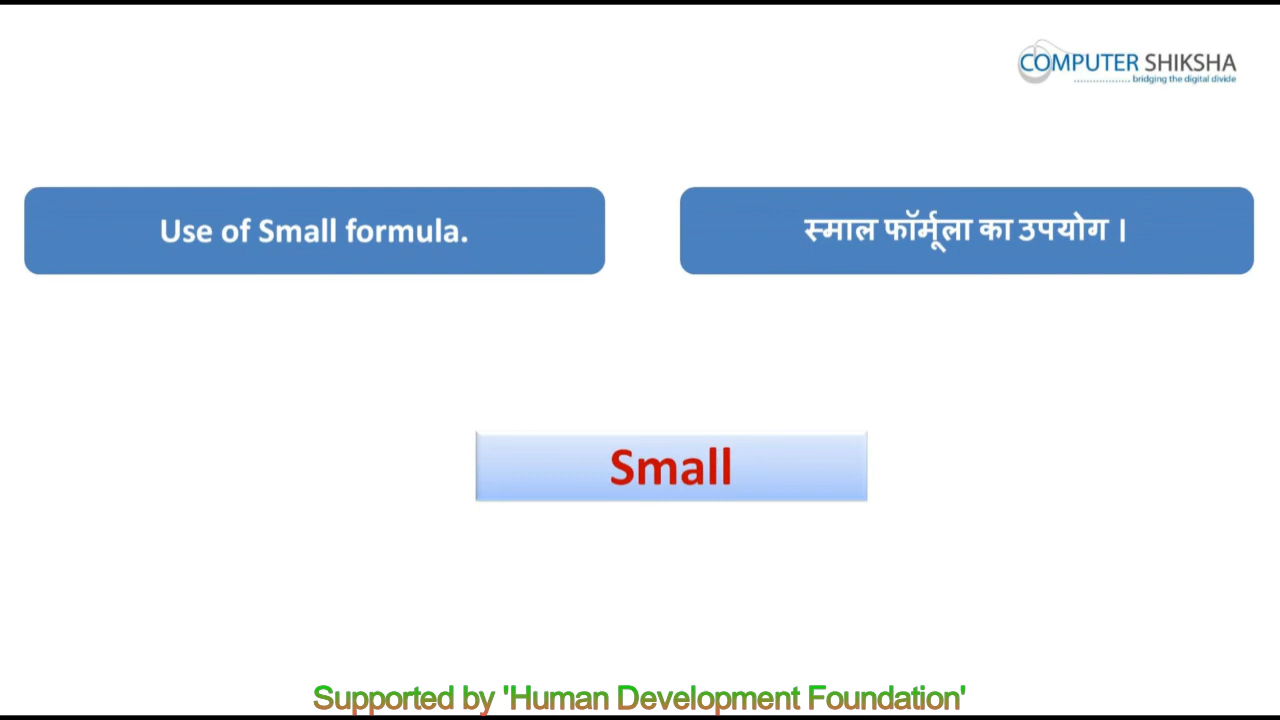 COMPUTER SHIKSHA
bridging the digital divide
Use of Small formula.
स्माल फॉर्मूला का उपयोग ।
Small
Supported by 'Human Development Foundation'